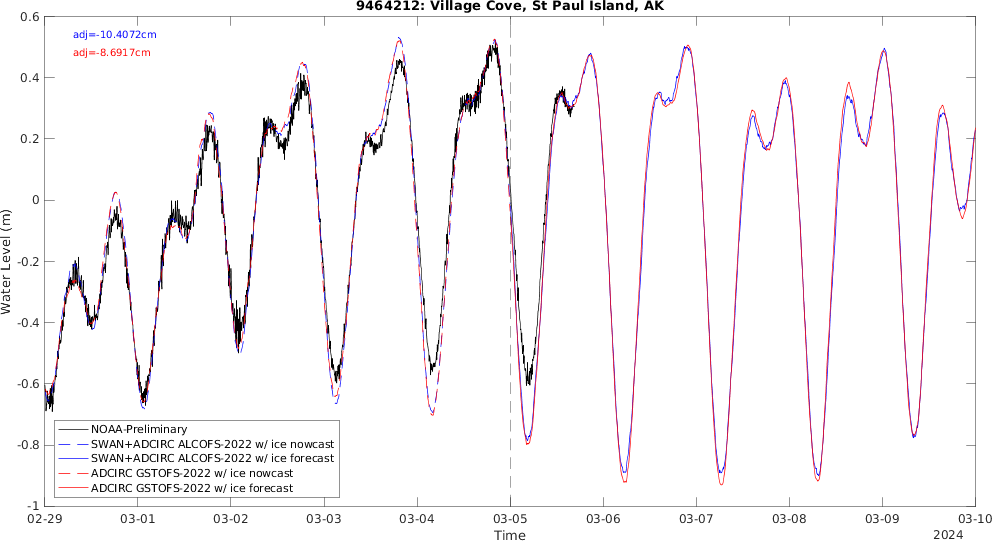 9464212: Village Cove, St Paul Island, AK
adj=-10.4072cm
adj=-8.6917cm
0.6
0.4
0.2
0
-0.2
-0.4
-0.6
-0.8
-1
Water Level (m)
NOAA-Preliminary
SWAN+ADCIRC ALCOFS-2022 w/ ice nowcast
SWAN+ADCIRC ALCOFS-2022 w/ ice forecast
ADCIRC GSTOFS-2022 w/ ice nowcast
ADCIRC GSTOFS-2022 w/ ice forecast
02-29 03-01 03-02 03-03 03-04 03-05 03-06 03-07 03-08 03-09 03-10
Time
2024